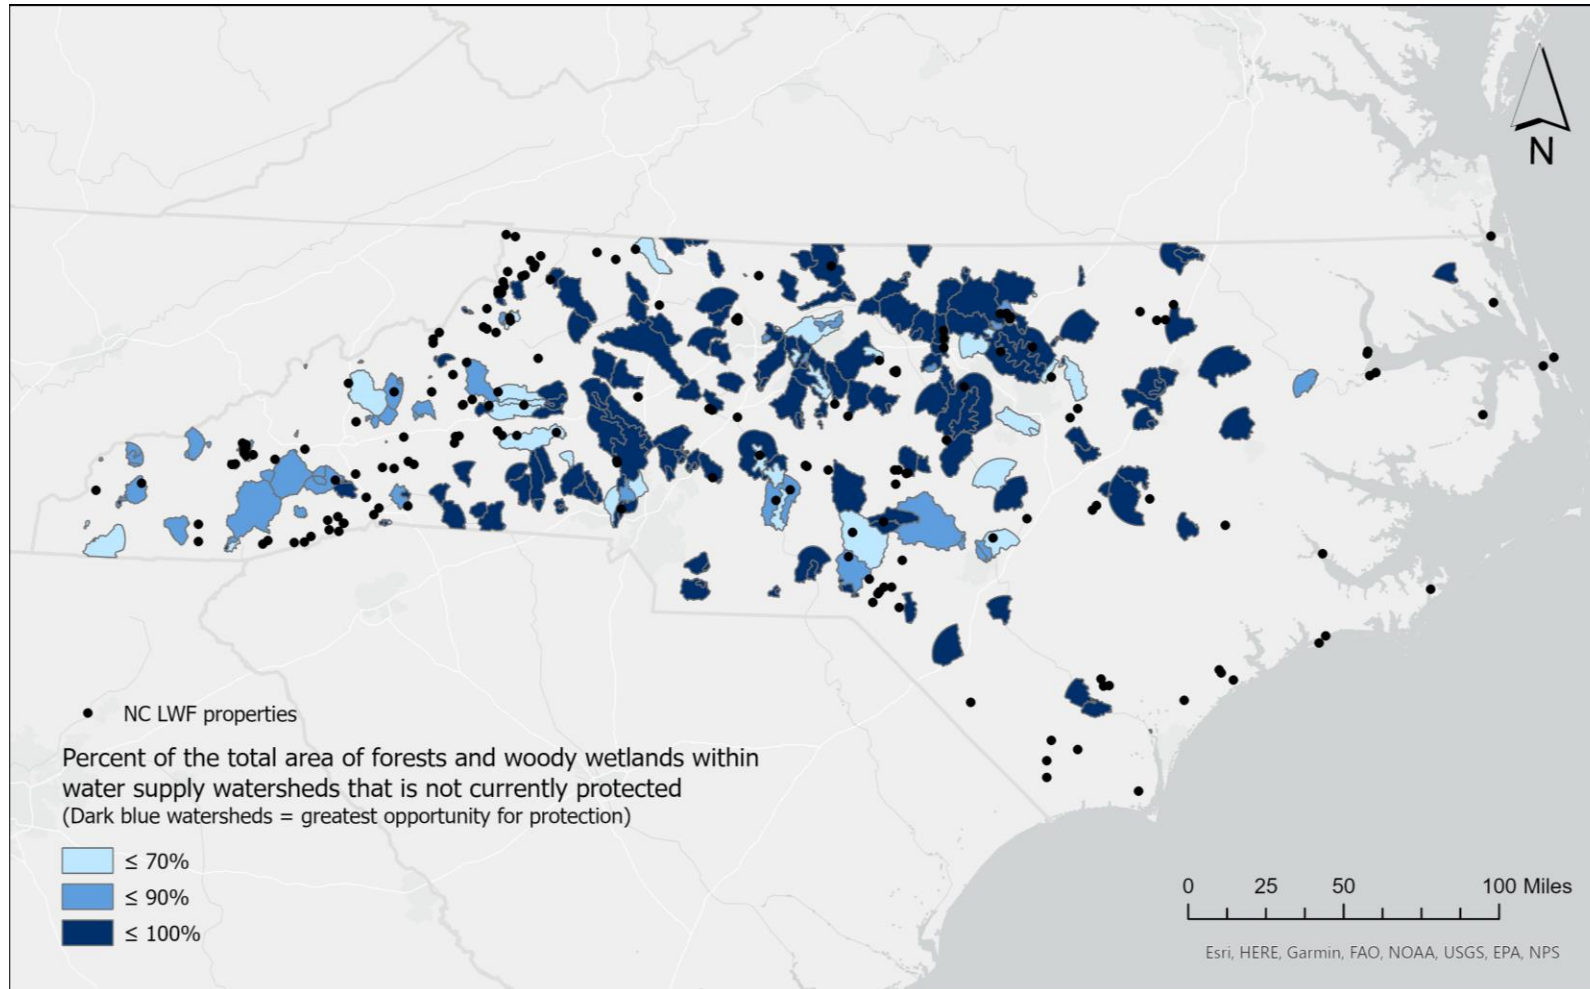 N
NC LWF properties
Percent of the total area of forests and woody wetlands within
water supply watersheds that is not currently protected
(Dark blue watersheds = greatest opportunity for protection)
≤ 70%
≤ 90%
≤ 100%
0 25 50 100 Miles
Esri, HERE, Garmin, FAO, NOAA, USGS, EPA, NPS